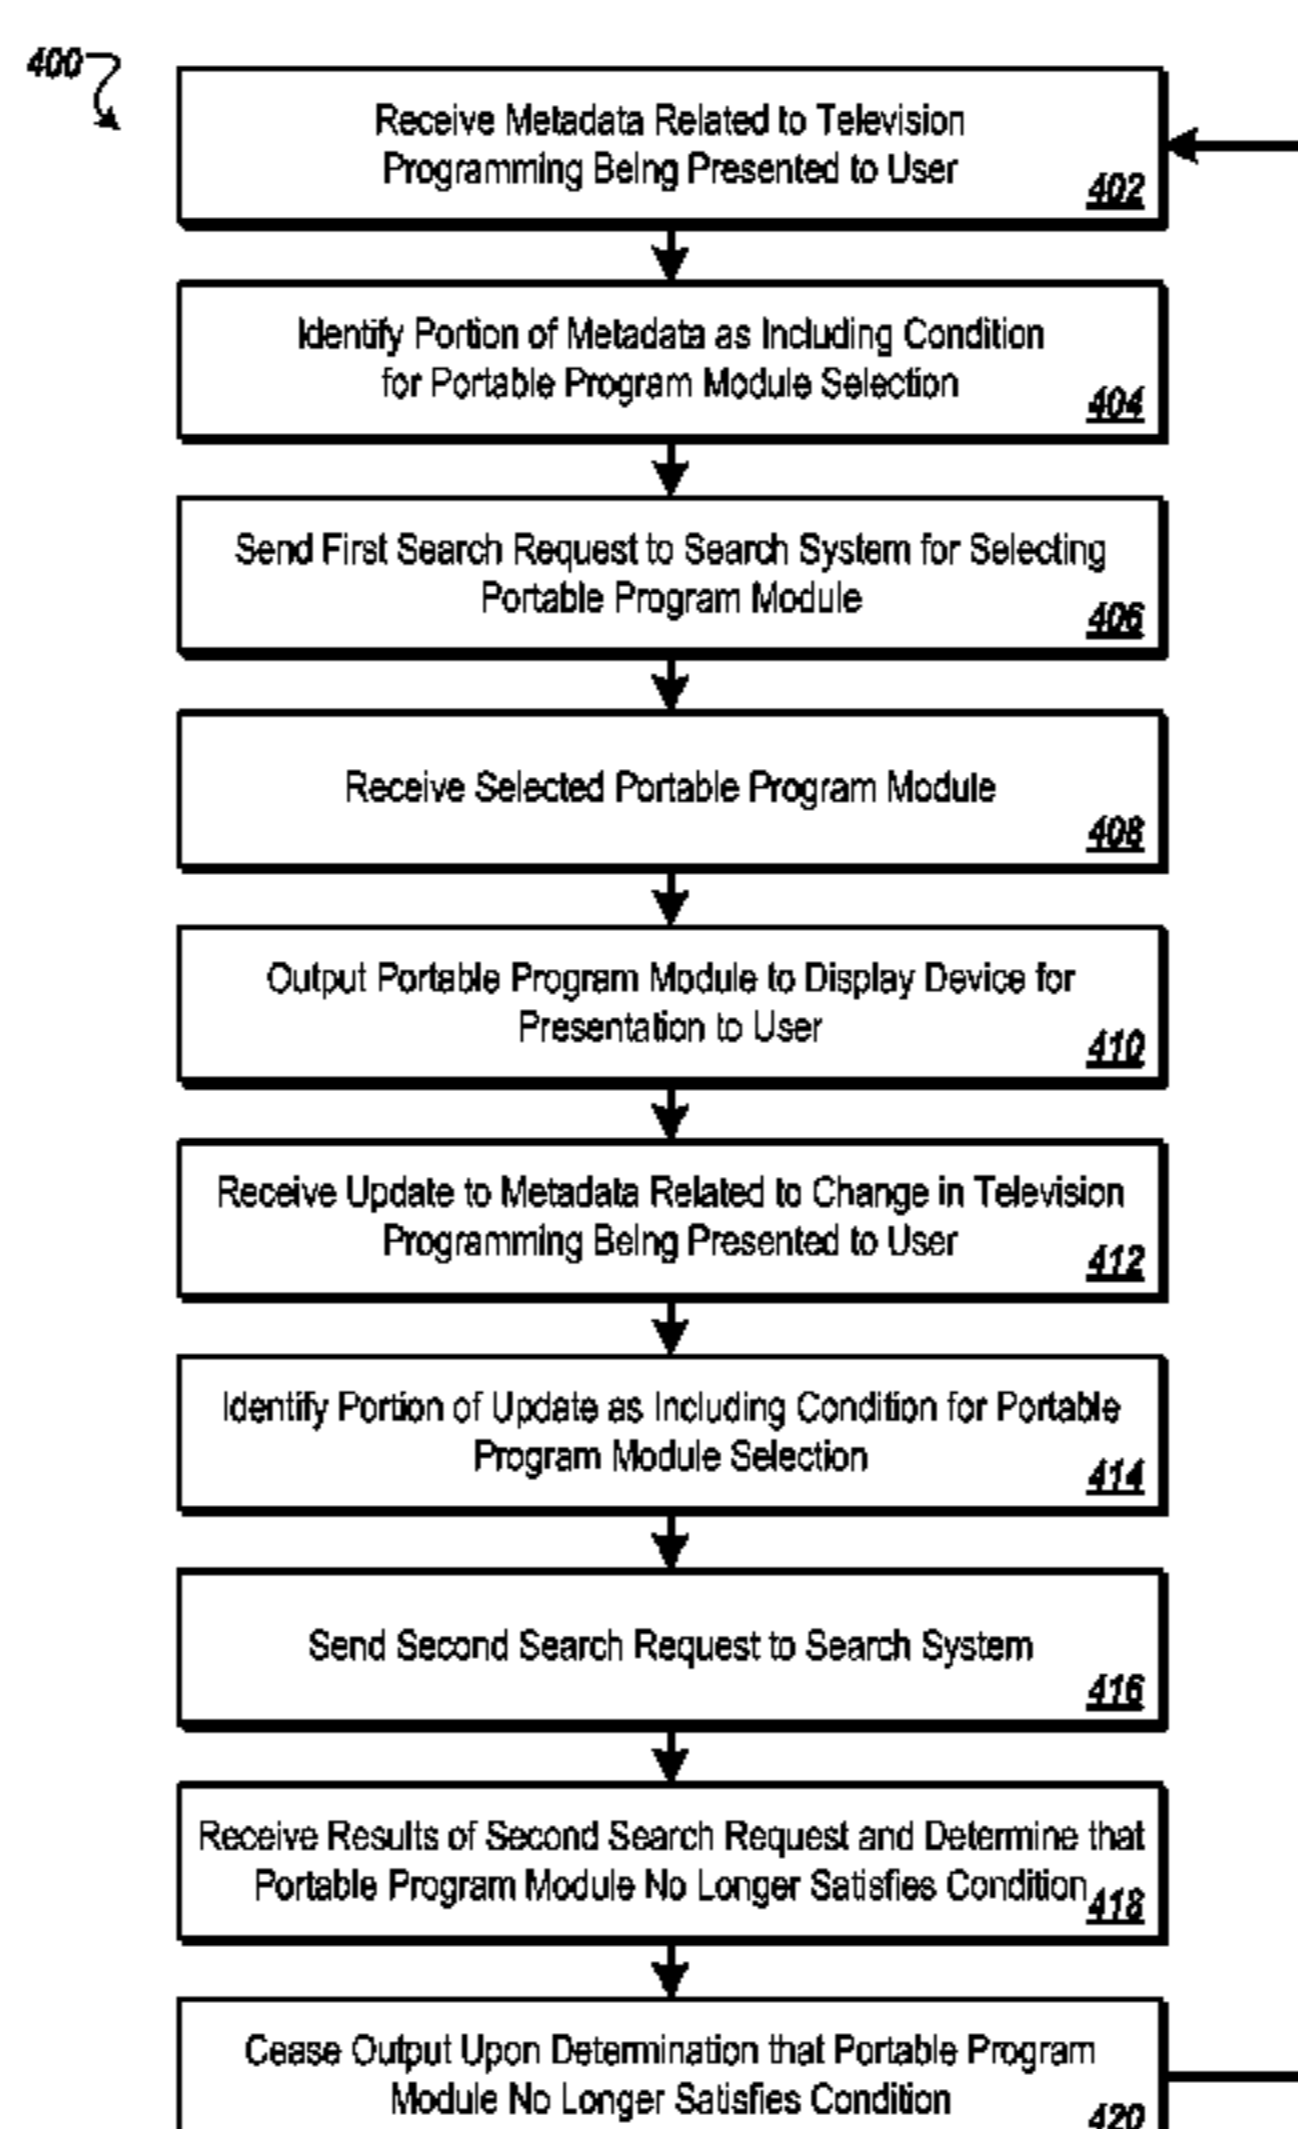 400
Receive Metadata Related to Television
Programming Being Presented to User
402
Identify Portion of Metadata as Including Condition
for Portable Program Module Selection
404
Send First Search Request to Search System for Selecting
Portable Program Module
406
Receive Selected Portable Program Module
408
Output Portable Program Module to Display Device for
Presentation to User
410
Receive Update to Metadata Related to Change in Television
Programming Being Presented to User
412
Identify Portion of Update as Including Condition for Portable
Program Module Selection
414
Send Second Search Request to Search System
416
Receive Results of Second Search Request and Determine that
Portable Program Module No Longer Satisfies Condition
418
Cease Output Upon Determination that Portable Program
Module No Longer Satisfies Condition
420